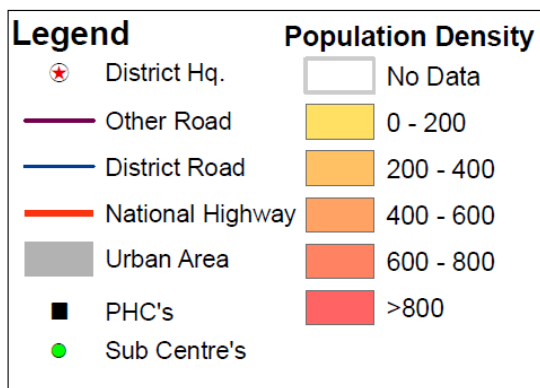 Legend
District Hq.
Other Road
District Road
National Highway
Urban Area
PHC's
Sub Centre's
Population Density
No Data
0 - 200
200 - 400
400 - 600
600 - 800
>800